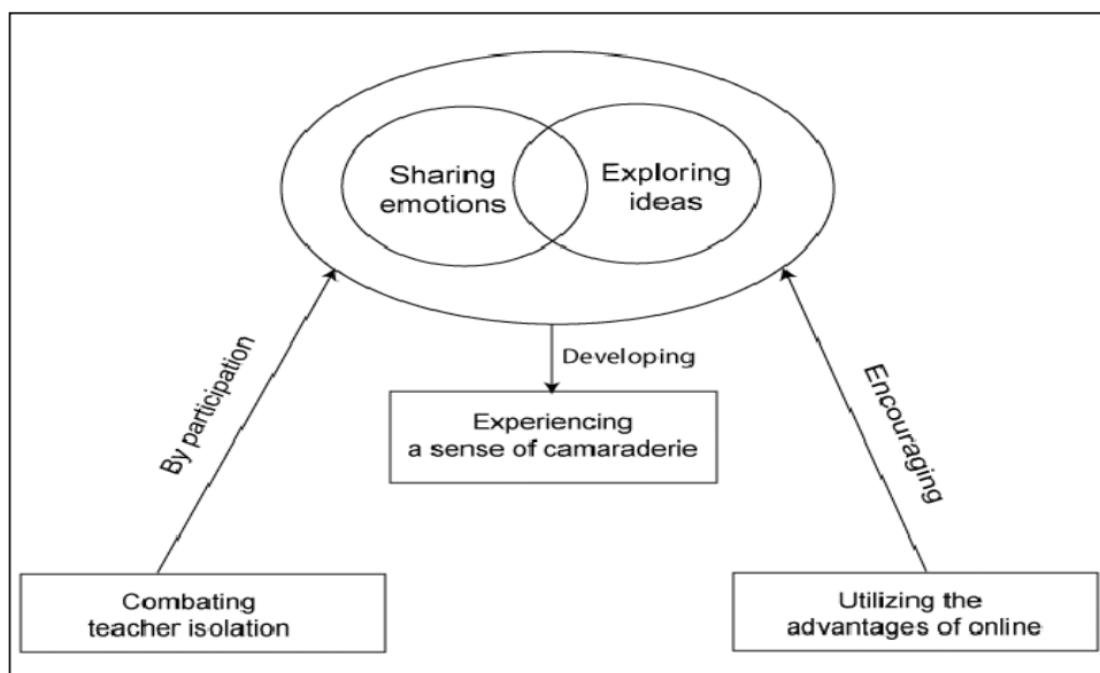 Sharing
emotions
Exploring
ideas
Developing
Experiencing
a sense of camaraderie
By participation
Encouraging
Combating
teacher isolation
Utilizing the
advantages of online